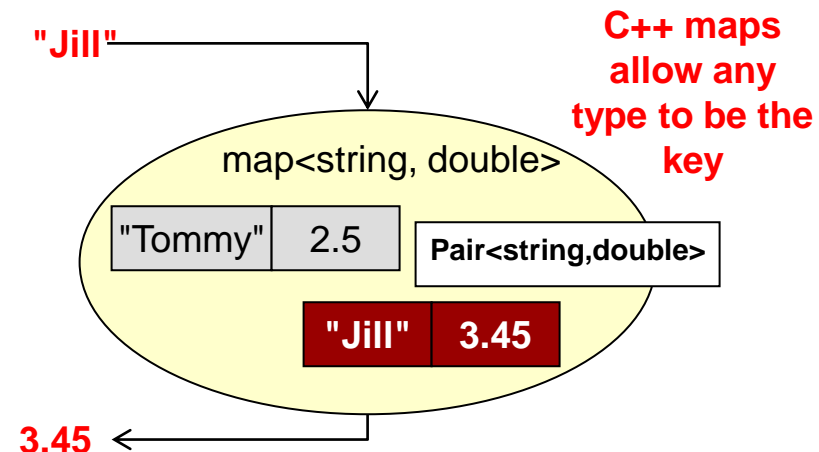 "Jill"
C++ maps
allow any
type to be the
key
map<string, double>
"Tommy" 2.5
Pair<string,double>
"Jill" 3.45
3.45